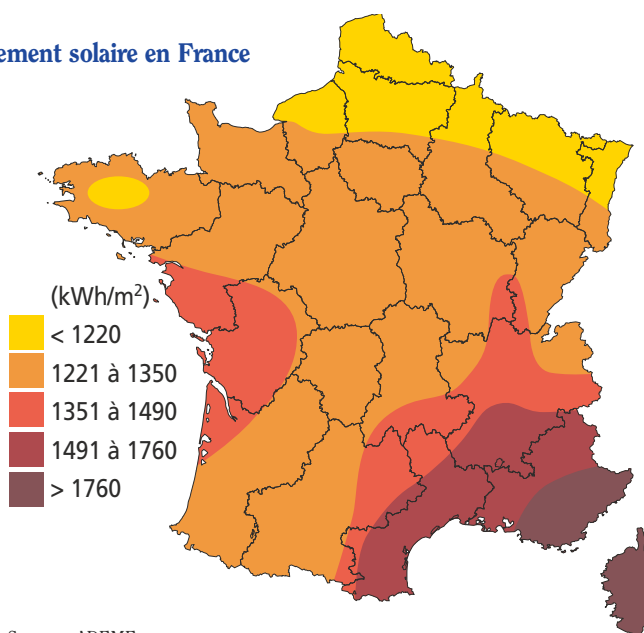 ement solaire en France
(kWh/m²)
< 1220
1221 à 1350
1351 à 1490
1491 à 1760
> 1760